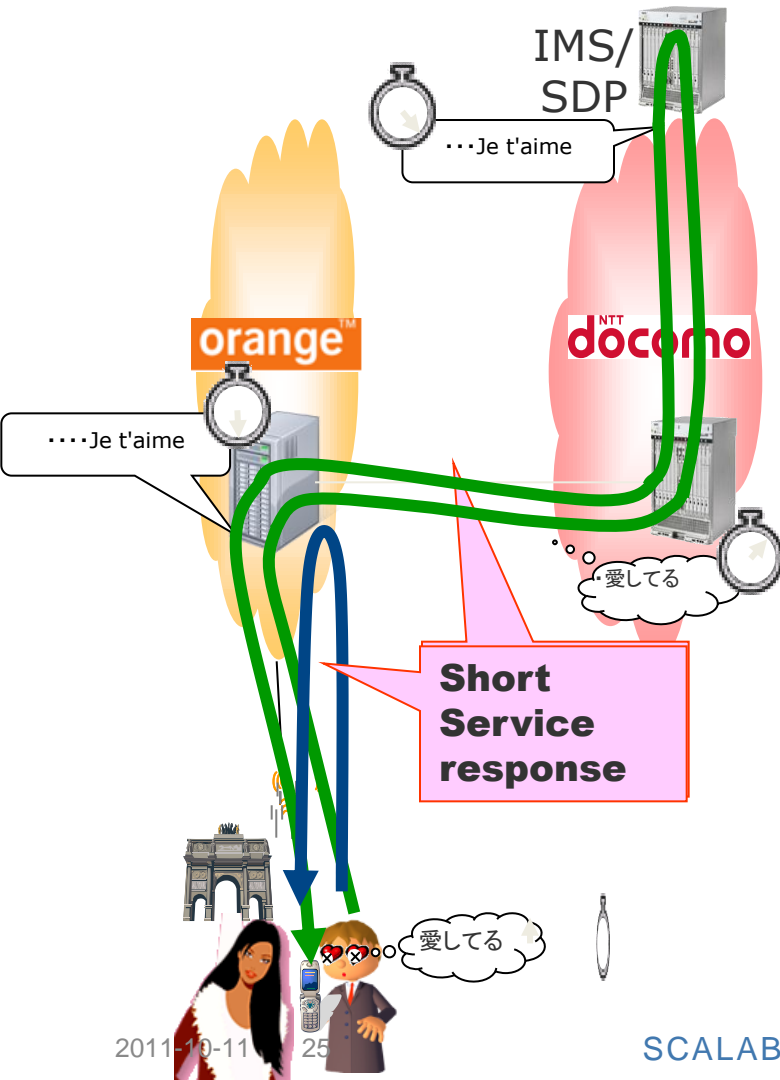 IMS/
SDP
・・・Je t'aime
orange™
NTT
docomo
・・・・Je t'aime
・愛してる
Short
Service
response
愛してる
2011-10-11
25
SCALAB